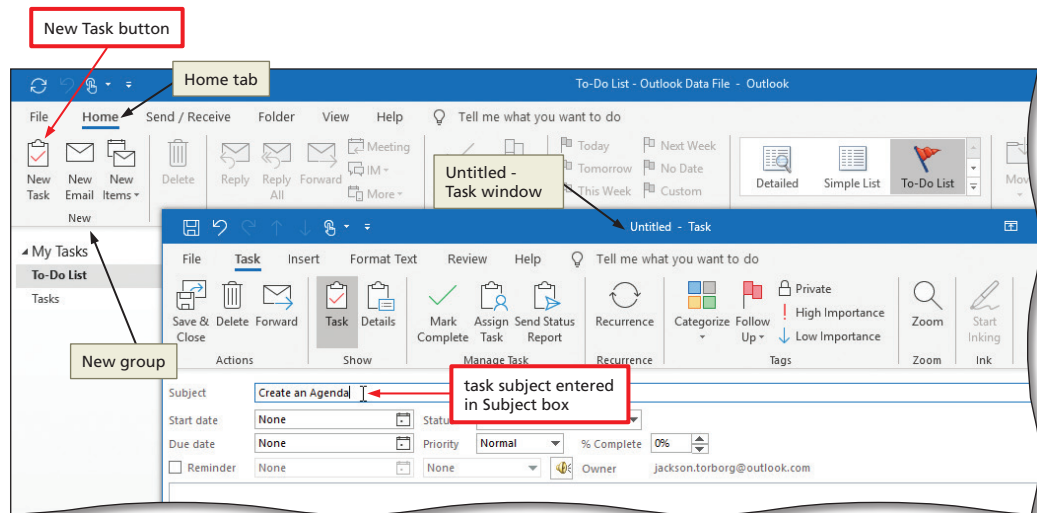 New Task button
Home tab
To-Do List - Outlook Data File - Outlook
File Home Send / Receive Folder View Help Tell me what you want to do
New Task
New Email
New Items
Delete
Reply
Reply All
Forward
Meeting
IM
More
Untitled -
Task window
Today
Tomorrow
This Week
Next Week
No Date
Custom
Detailed
Simple List
To-Do List
New
Untitled - Task
My Tasks
To-Do List
Tasks
New group
File Task Insert Format Text Review Help Tell me what you want to do
Save & Close
Delete
Forward
Task
Details
Mark Complete
Assign Task
Send Status Report
Recurrence
Categorize
Follow Up
Private
High Importance
Low Importance
Zoom
Start Inking
Actions Show Manage Task Recurrence Tags Zoom Ink
task subject entered
in Subject box
Subject Create an Agenda
Start date None
Due date None Priority Normal % Complete 0%
Reminder None None Owner jackson.torborg@outlook.com